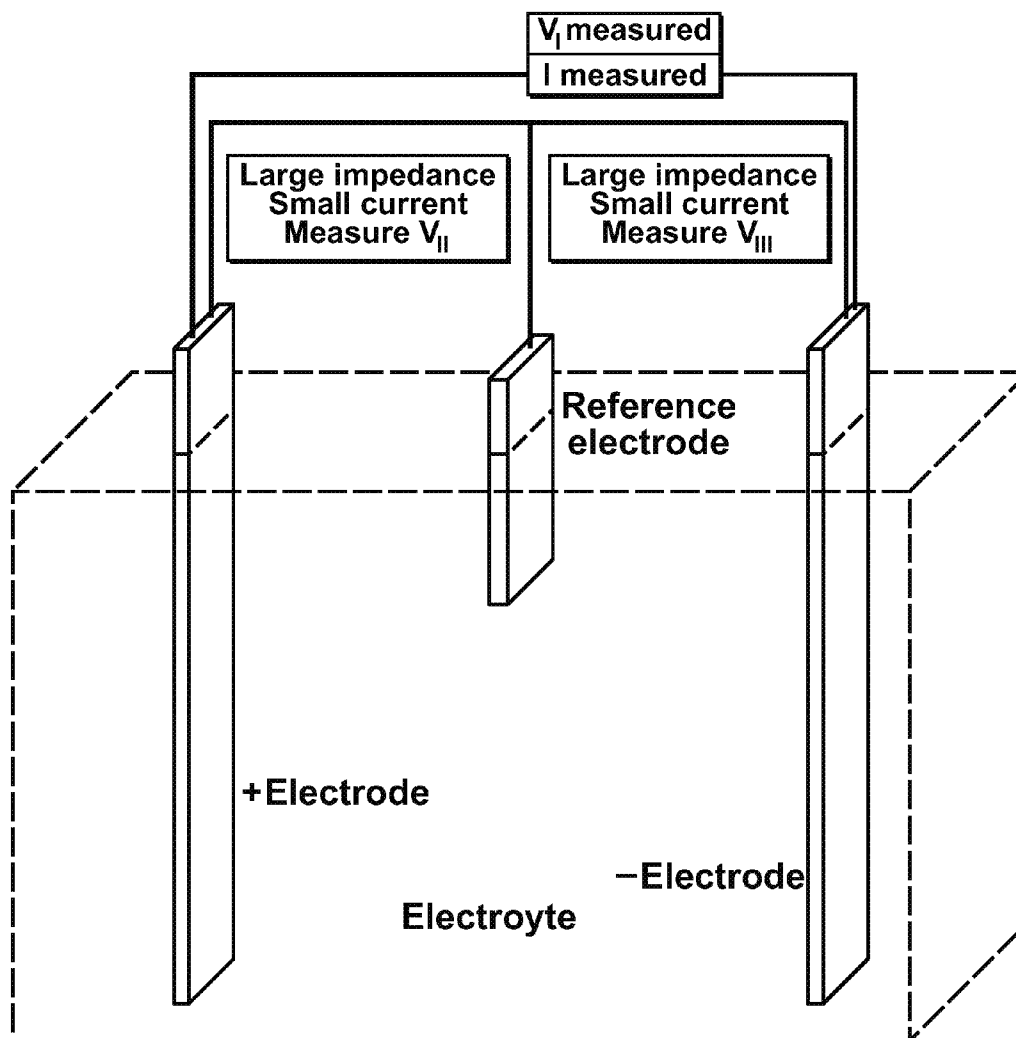 V_I measured
I measured
Large impedance
Small current
Measure V_II
Large impedance
Small current
Measure V_III
Reference
electrode
+Electrode
−Electrode
Electroyte